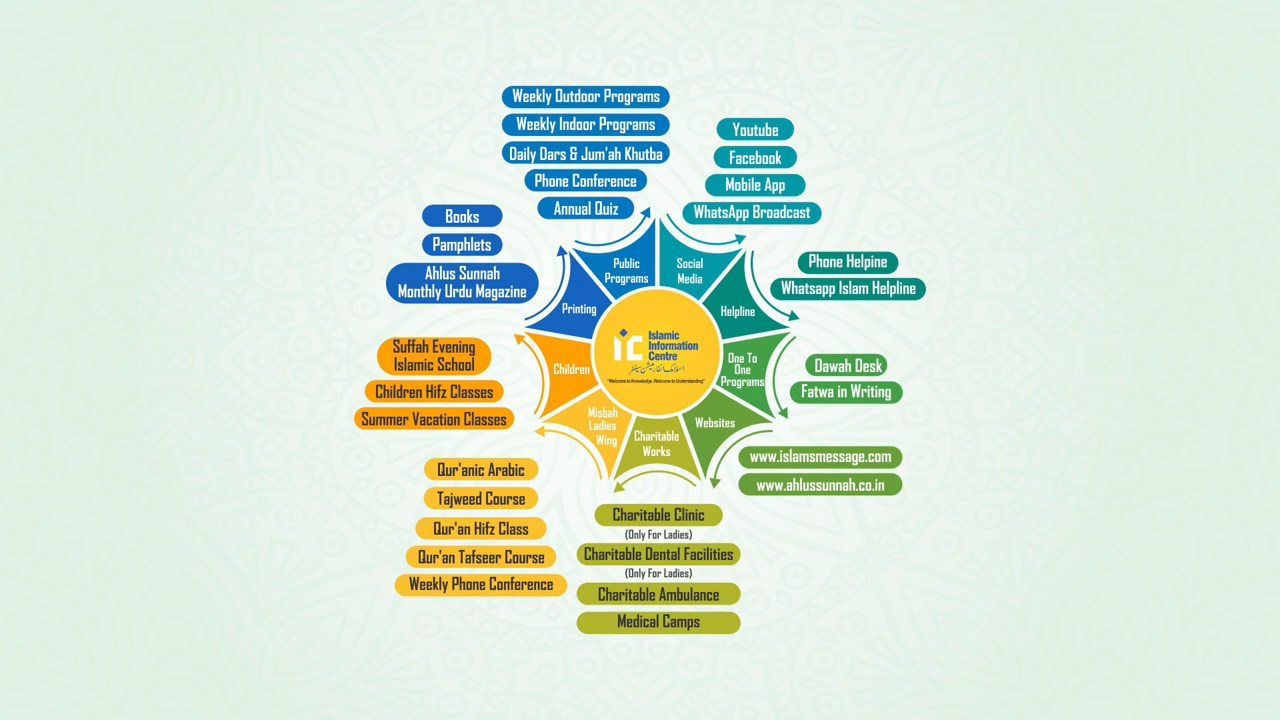 Weekly Outdoor Programs
Weekly Indoor Programs
Daily Dars & Jum'ah Khutba
Phone Conference
Annual Quiz
Youtube
Facebook
Mobile App
WhatsApp Broadcast
Books
Pamphlets
Ahlus Sunnah
Monthly Urdu Magazine
Phone Helpine
Whatsapp Islam Helpline
Public
Programs
Social
Media
Printing
Helpline
Suffah Evening
Islamic School
Children Hifz Classes
Summer Vacation Classes
Children
iC
Islamic
Information
Centre
اسلامک انفارمیشن سینٹر
"Welcome to Knowledge. Welcome to Understanding"
One To
One
Programs
Dawah Desk
Fatwa in Writing
Misbah
Ladies
Wing
Charitable
Works
Websites
www.islamsmessage.com
www.ahlussunnah.co.in
Qur'anic Arabic
Tajweed Course
Qur'an Hifz Class
Qur'an Tafseer Course
Weekly Phone Conference
Charitable Clinic
(Only For Ladies)
Charitable Dental Facilities
(Only For Ladies)
Charitable Ambulance
Medical Camps